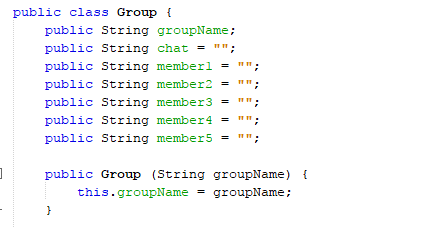 public class Group {
public String groupName;
public String chat = "";
public String member1 = "";
public String member2 = "";
public String member3 = "";
public String member4 = "";
public String member5 = "";
public Group (String groupName) {
this.groupName = groupName;
}